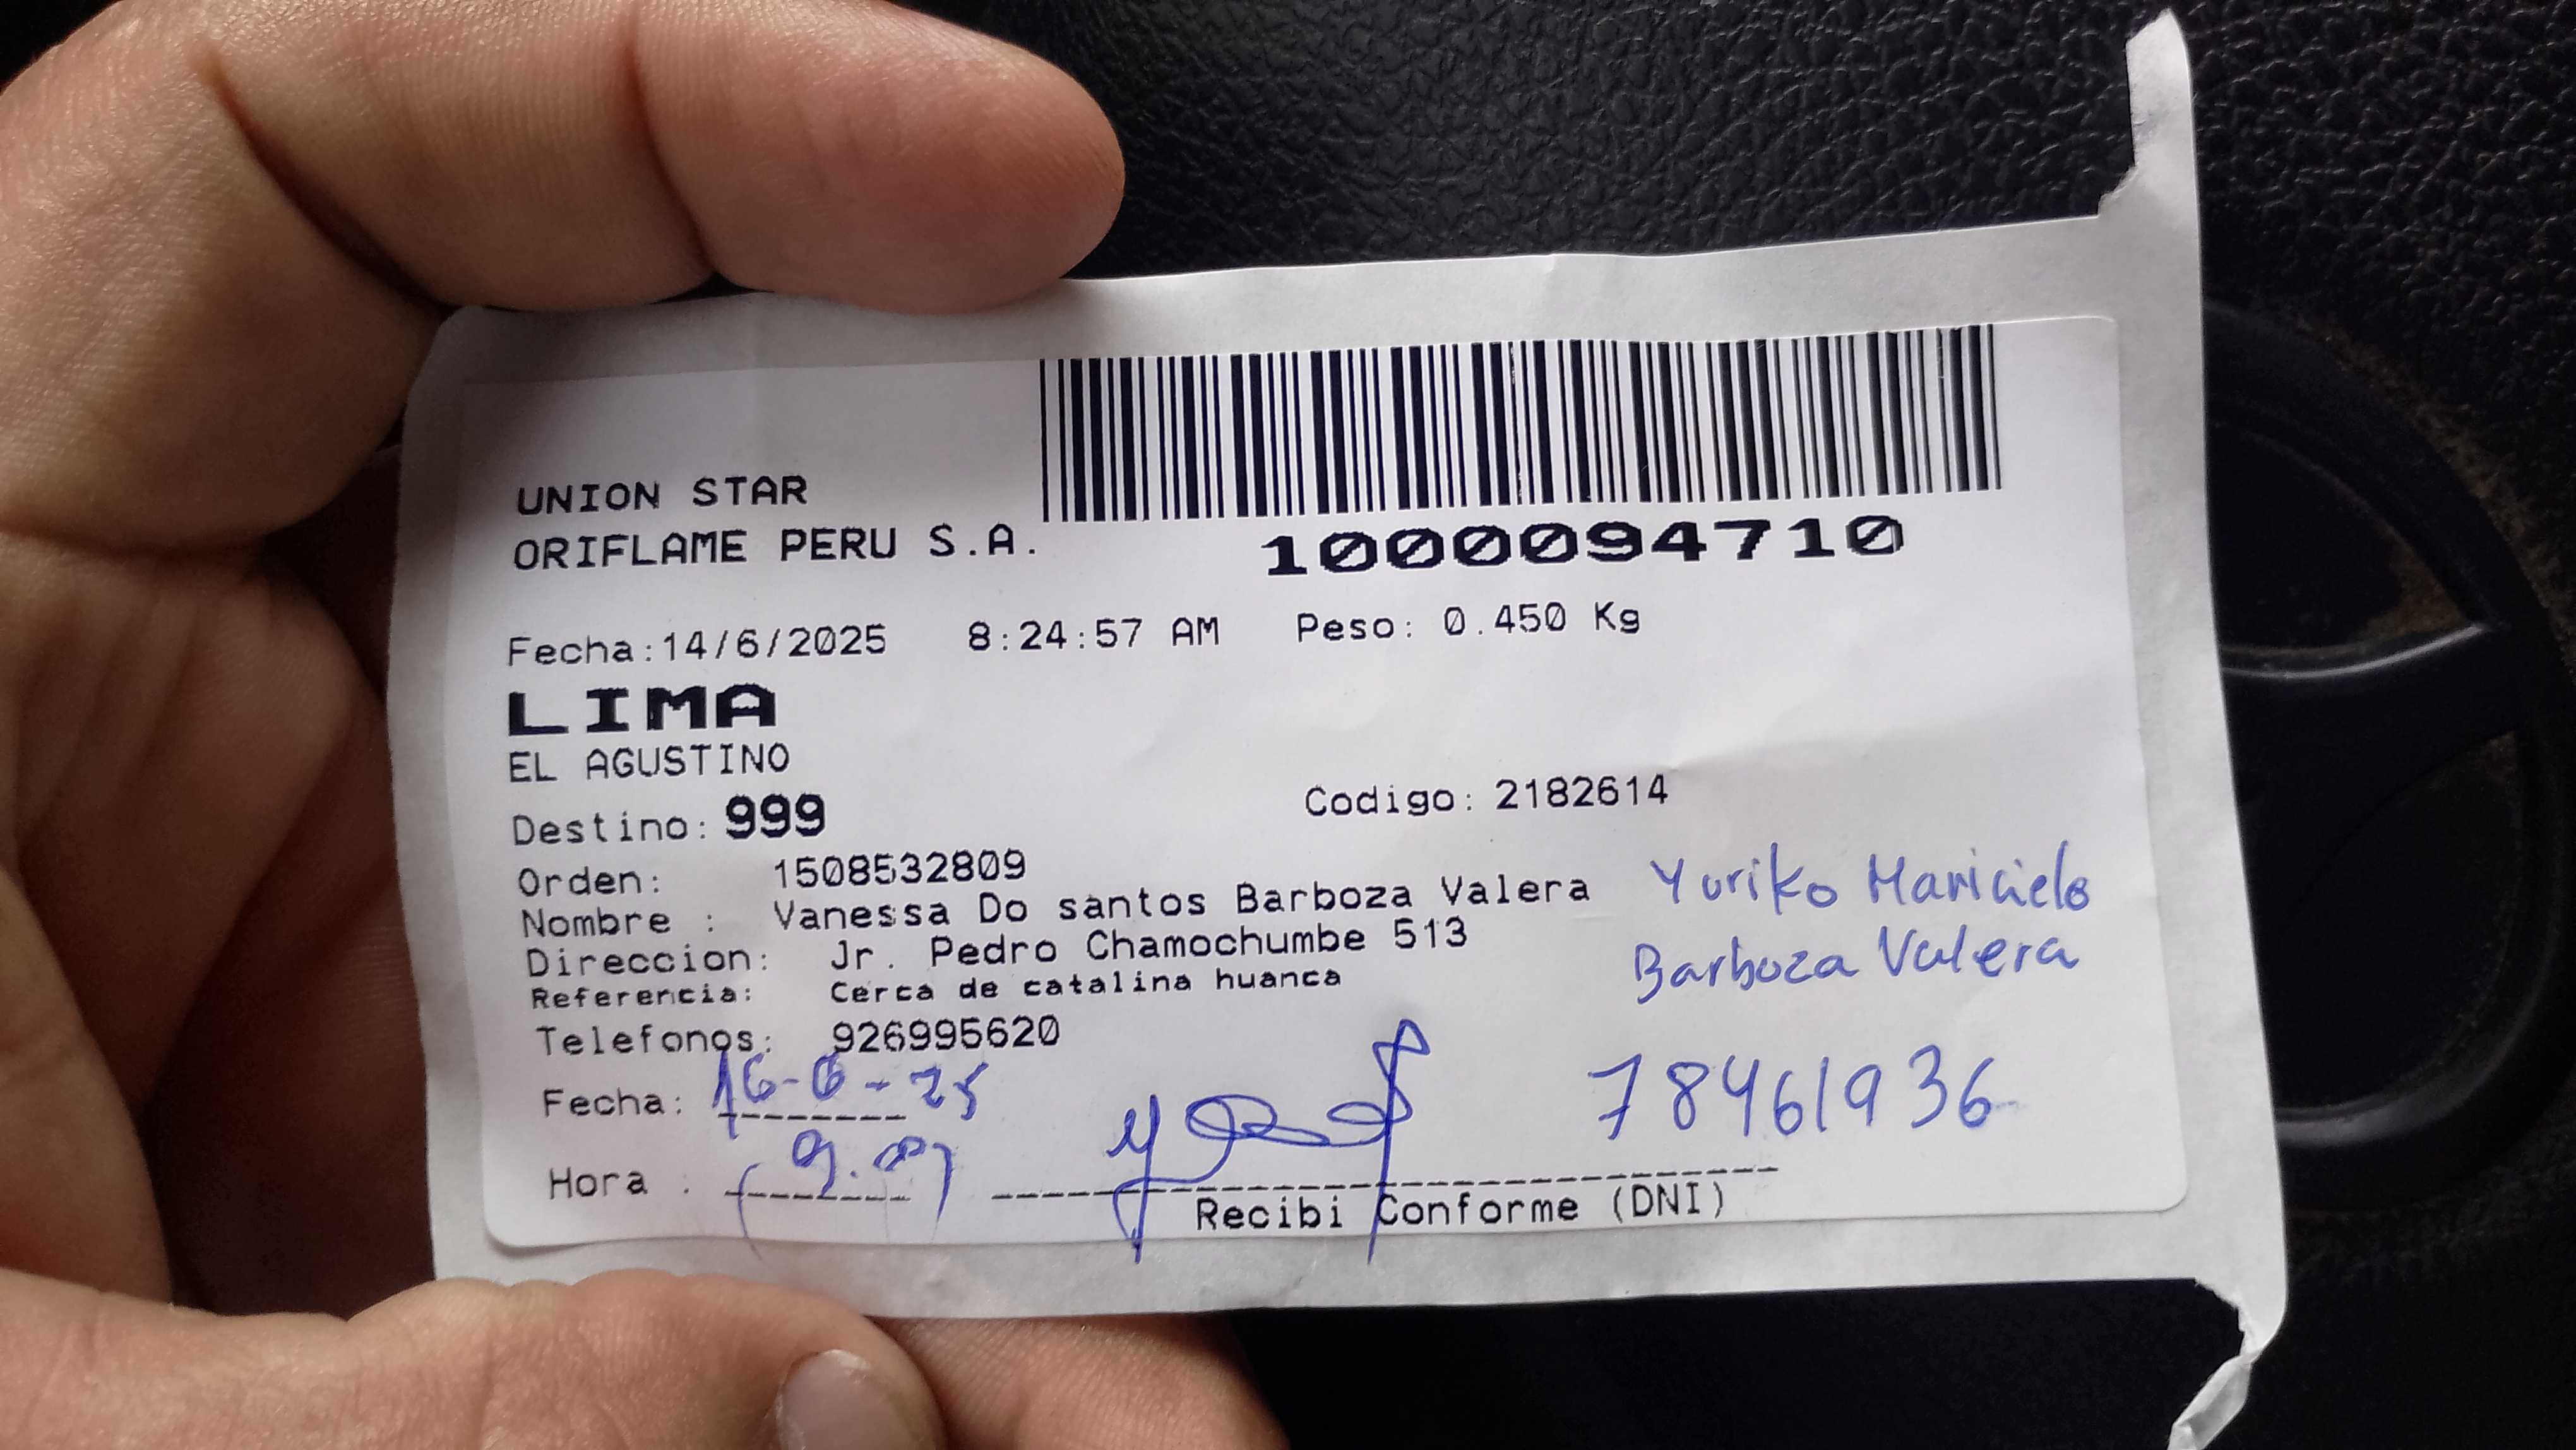 UNION STAR
ORIFLAME PERU S.A.
1000094710
Fecha:14/6/2025 8:24:57 AM Peso: 0.450 Kg
LIMA
EL AGUSTINO
Destino: 999 Codigo: 2182614
Orden: 1508532809
Nombre : Vanessa Do santos Barboza Valera
Direccion: Jr. Pedro Chamochumbe 513
Referencia: Cerca de catalina huanca
Telefonos: 926995620
Yuriko Maricielo
Barboza Valera
78461936
Fecha: 16-6-25
Hora :
Recibi Conforme (DNI)